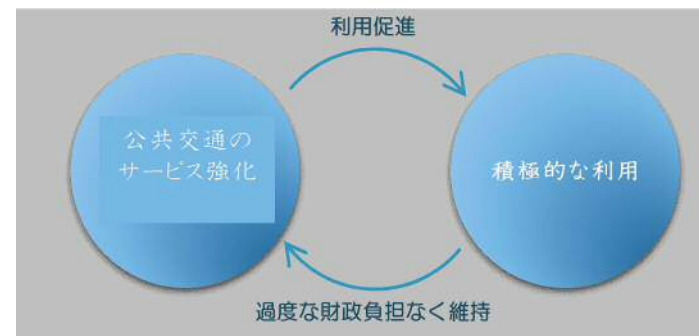 利用促進
公共交通の
サービス強化
積極的な利用
過度な財政負担なく維持